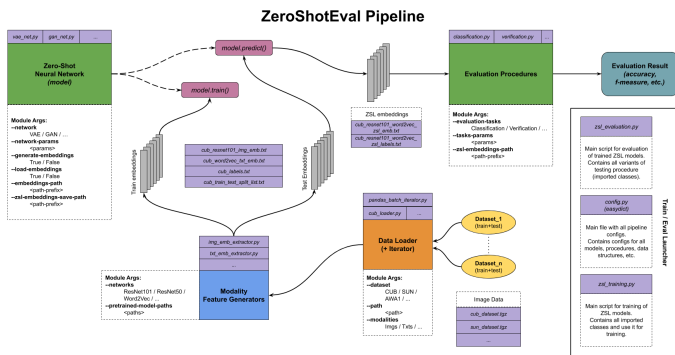 ZeroShotEval Pipeline
vae_net.py
gan_net.py
...
Zero-Shot
Neural Network
(model)
Module Args:
--network
VAE / GAN / ...
--network-params
<params>
--generate-embeddings
True / False
--load-embeddings
True / False
--embeddings-path
<path-prefix>
--zsl-embeddings-save-path
<path-prefix>
model.predict()
model.train()
ZSL embeddings
cub_resnet101_word2vec_
zsl_emb.txt
cub_resnet101_word2vec_
zsl_labels.txt
classification.py
verification.py
...
Evaluation Procedures
Module Args:
--evaluation-tasks
Classification / Verification / ...
--tasks-params
<params>
--zsl-embeddings-path
<path-prefix>
Evaluation Result
(accuracy,
f-measure, etc.)
Train embeddings
Test Embeddings
cub_resnet101_img_emb.txt
cub_word2vec_txt_emb.txt
cub_labels.txt
cub_train_test_split_list.txt
img_emb_extractor.py
txt_emb_extractor.py
...
Modality
Feature Generators
Module Args:
--networks
ResNet101 / ResNet50 /
Word2Vec / ...
--pretrained-model-paths
<paths>
pandas_batch_iterator.py
cub_loader.py
...
Data Loader
(+ Iterator)
Module Args:
--dataset
CUB / SUN /
AWA1 / ...
--path
<path>
--modalities
Imgs / Txts / ...
Dataset_1
(train+test)
Dataset_n
(train+test)
Image Data
cub_dataset.tgz
sun_dataset.tgz
...
zsl_evaluation.py
Main script for evaluation
of trained ZSL models.
Contains all variants of
testing procedure
(imported classes).
config.py
(easydict)
Main file with all pipeline
configs.
Contains configs for all
models, procedures, data
structures, etc.
zsl_training.py
Main script for training of
ZSL models.
Contains all imported
classes and use it for
training.
Train / Eval Launcher